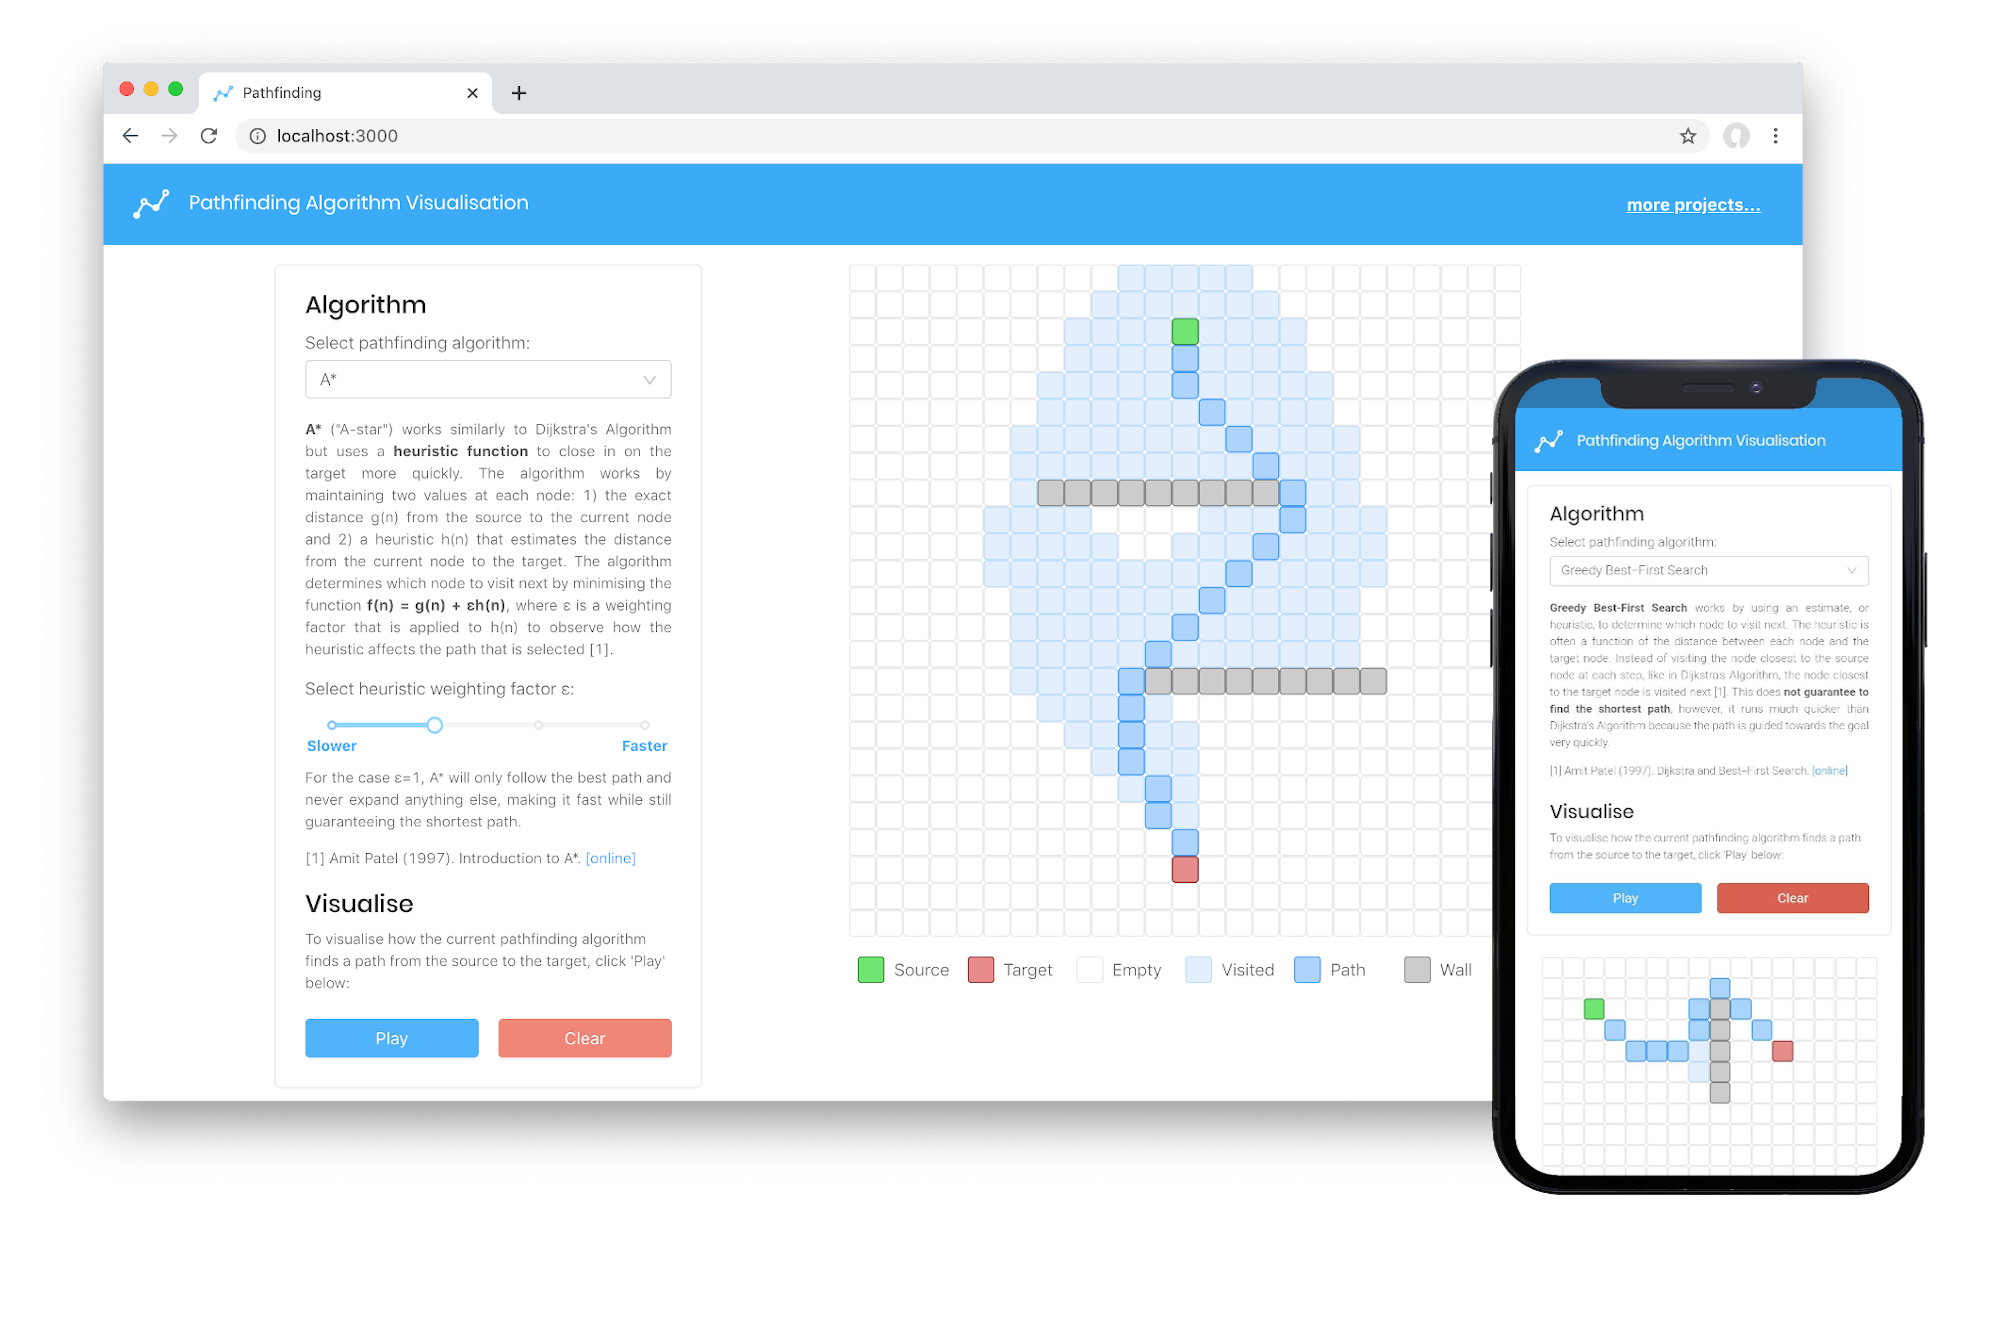 Pathfinding
localhost:3000
Pathfinding Algorithm Visualisation
more projects...
Algorithm
Select pathfinding algorithm:
A*
A* ("A-star") works similarly to Dijkstra's Algorithm
but uses a heuristic function to close in on the
target more quickly. The algorithm works by
maintaining two values at each node: 1) the exact
distance g(n) from the source to the current node
and 2) a heuristic h(n) that estimates the distance
from the current node to the target. The algorithm
determines which node to visit next by minimising the
function f(n) = g(n) + εh(n), where ε is a weighting
factor that is applied to h(n) to observe how the
heuristic affects the path that is selected [1].
Select heuristic weighting factor ε:
Slower Faster
For the case ε=1, A* will only follow the best path and
never expand anything else, making it fast while still
guaranteeing the shortest path.
[1] Amit Patel (1997). Introduction to A*. [online]
Visualise
To visualise how the current pathfinding algorithm
finds a path from the source to the target, click 'Play'
below:
Play Clear
Source Target Empty Visited Path Wall
Pathfinding Algorithm Visualisation
Algorithm
Select pathfinding algorithm:
Greedy Best-First Search
Greedy Best-First Search works by using an estimate, or
heuristic, to determine which node to visit next. The heuristic is
often a function of the distance between each node and the
target node. Instead of visiting the node closest to the source
node at each step, like in Dijkstra's Algorithm, the node closest
to the target node is visited next [1]. This does not guarantee to
find the shortest path, however, it runs much quicker than
Dijkstra's Algorithm because the path is guided towards the goal
very quickly.
[1] Amit Patel (1997). Dijkstra and Best-First Search. [online]
Visualise
To visualise how the current pathfinding algorithm finds a path
from the source to the target, click 'Play' below:
Play Clear